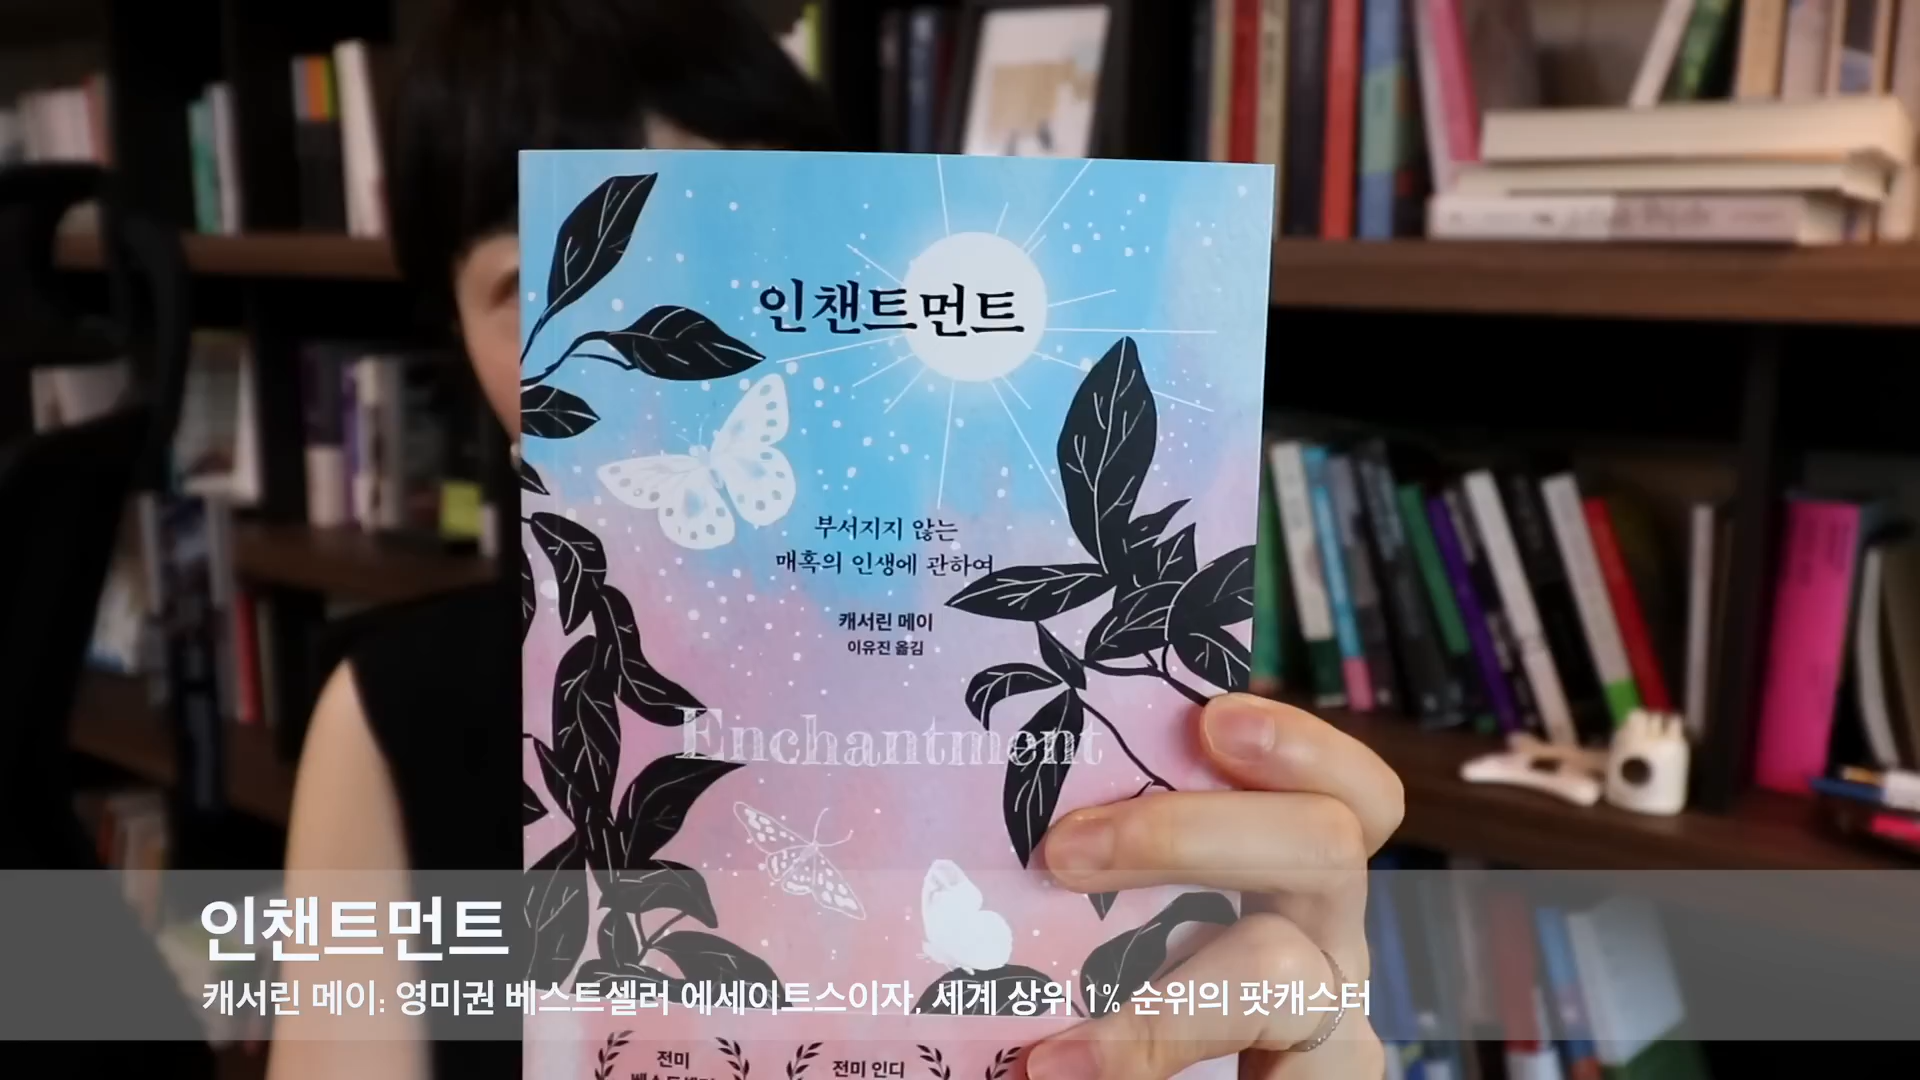 인챈트먼트
부서지지 않는
매혹의 인생에 관하여
캐서린 메이
이유진 옮김
Enchantment
인챈트먼트
캐서린 메이: 영미권 베스트셀러 에세이트스이자, 세계 상위 1% 순위의 팟캐스터
전미
전미 인디